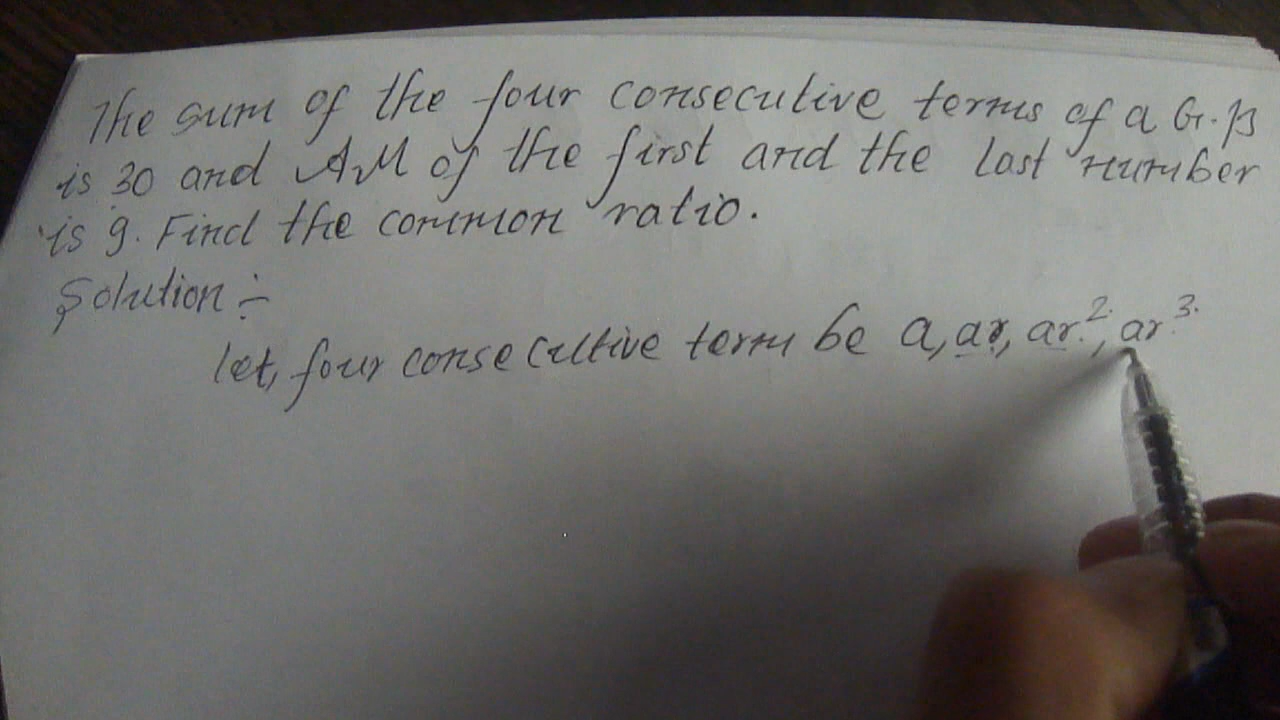 The sum of the four consecutive terms of a G.P
is 30 and AM of the first and the last number
is 9. Find the common ratio.
Solution :-
let, four consecutive term be a, ar, ar², ar³